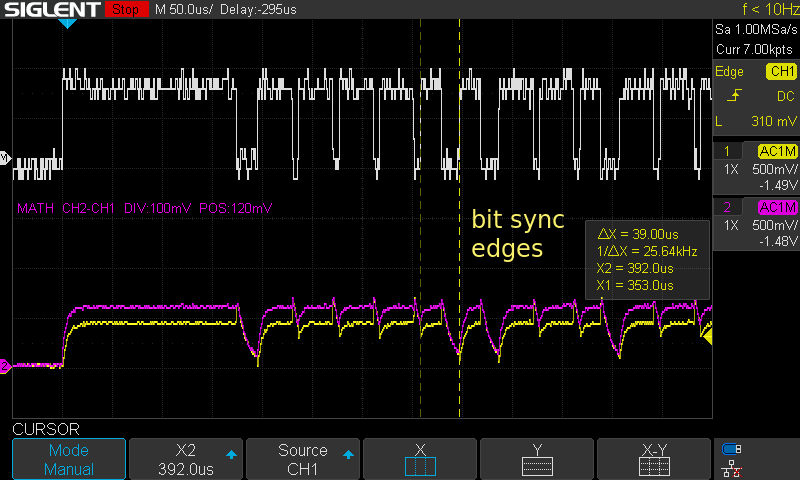 SIGLENT Stop M 50.0us/ Delay:-295us f < 10Hz
Sa 1.00MSa/s
Curr 7.00kpts
Edge CH1
DC
L 310 mV
M
1 AC1M
1X 500mV/
-1.49V
2 AC1M
1X 500mV/
-1.48V
MATH CH2-CH1 DIV:100mV POS:120mV
bit sync
edges
△X = 39.00us
1/△X = 25.64kHz
X2 = 392.0us
X1 = 353.0us
2
CURSOR
Mode
Manual
X2
392.0us
Source
CH1
X
Y
X-Y